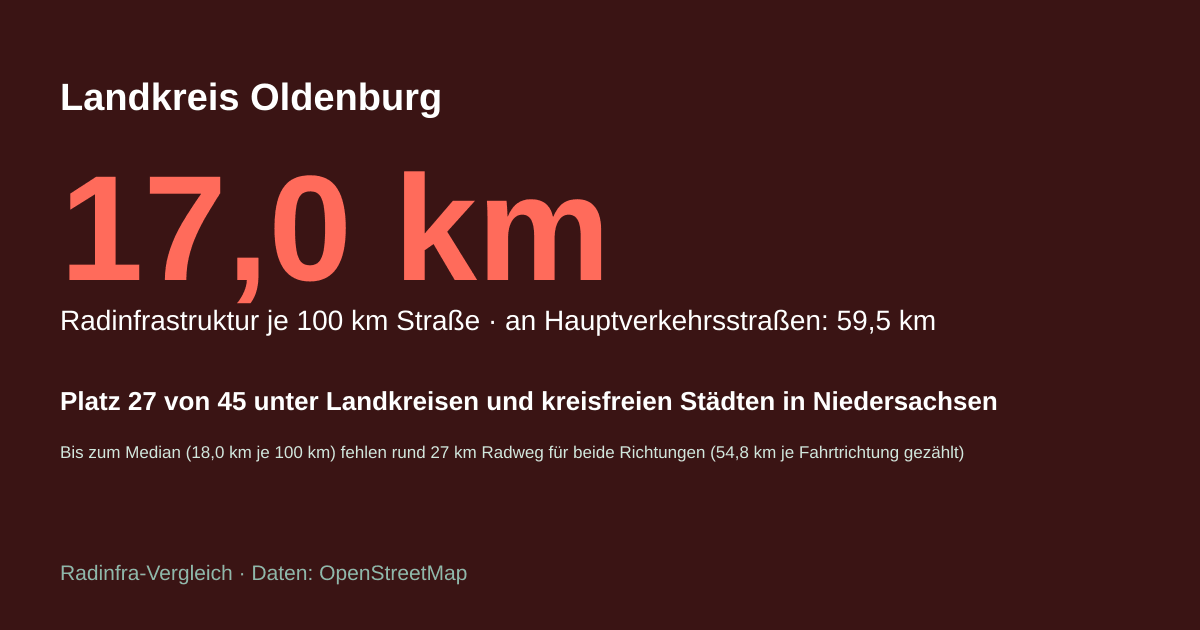 Landkreis Oldenburg
17,0 km
Radinfrastruktur je 100 km Straße · an Hauptverkehrsstraßen: 59,5 km
Platz 27 von 45 unter Landkreisen und kreisfreien Städten in Niedersachsen
Bis zum Median (18,0 km je 100 km) fehlen rund 27 km Radweg für beide Richtungen (54,8 km je Fahrtrichtung gezählt)
Radinfra-Vergleich · Daten: OpenStreetMap